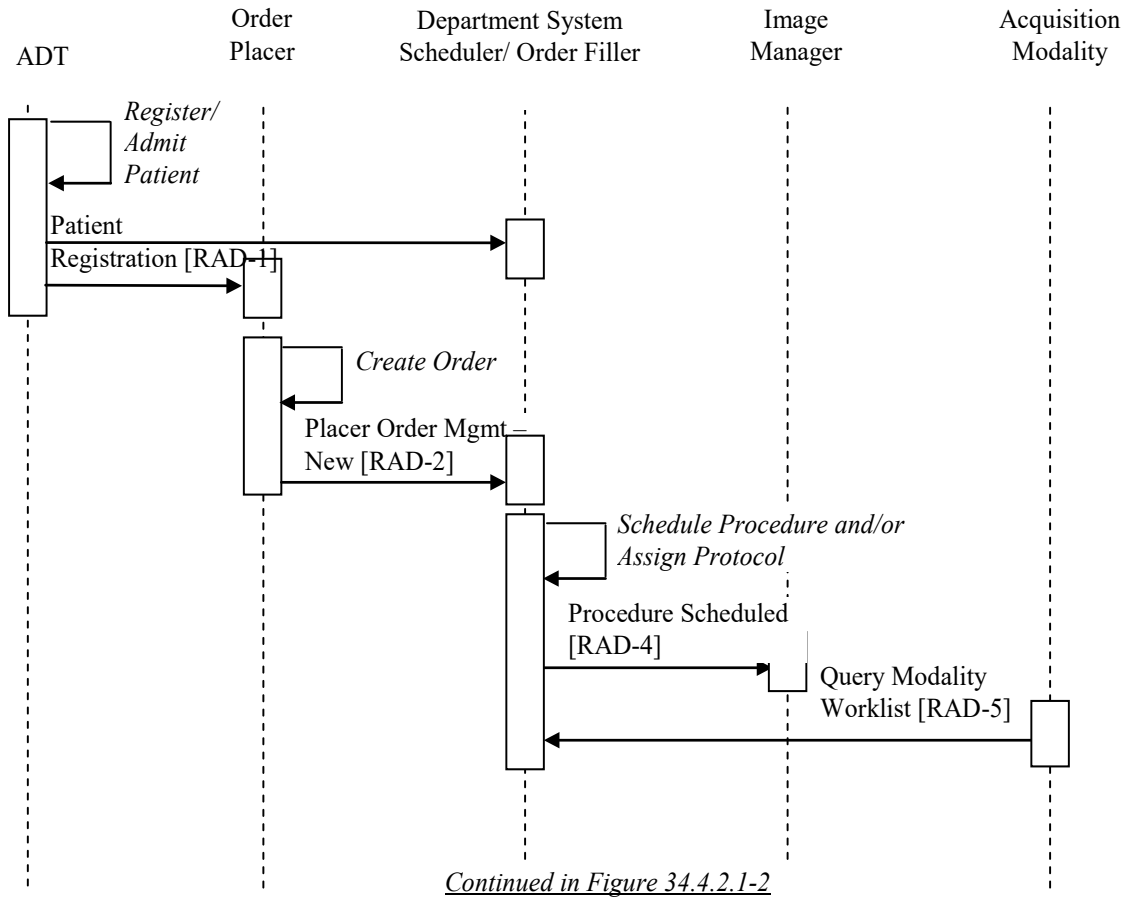 ADT
Order
Placer
Department System
Scheduler/ Order Filler
Image
Manager
Acquisition
Modality
Register/
Admit
Patient
Patient
Registration [RAD-1]
Create Order
Placer Order Mgmt –
New [RAD-2]
Schedule Procedure and/or
Assign Protocol
Procedure Scheduled
[RAD-4]
Query Modality
Worklist [RAD-5]
Continued in Figure 34.4.2.1-2